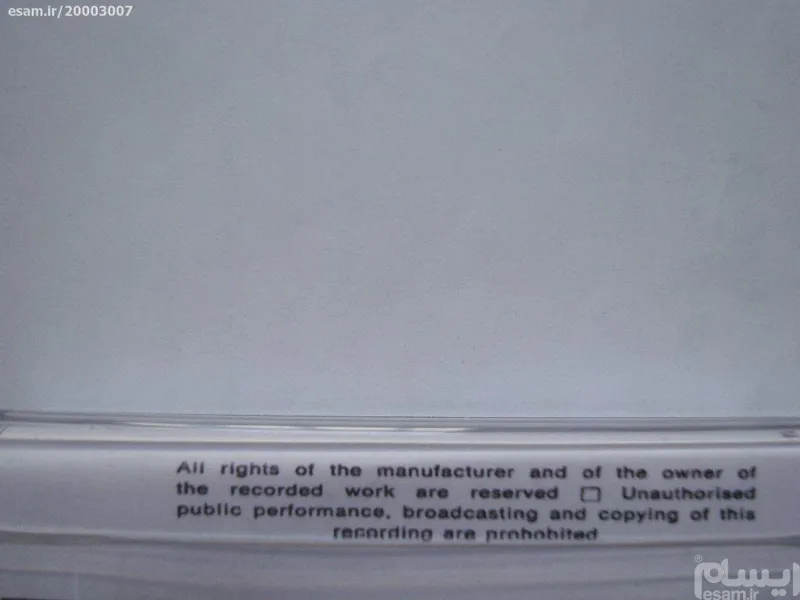 esam.ir/20003007
All rights of the manufacturer and of the owner of
the recorded work are reserved □ Unauthorised
public performance, broadcasting and copying of this
recording are prohobited
ایسام®
esam.ir